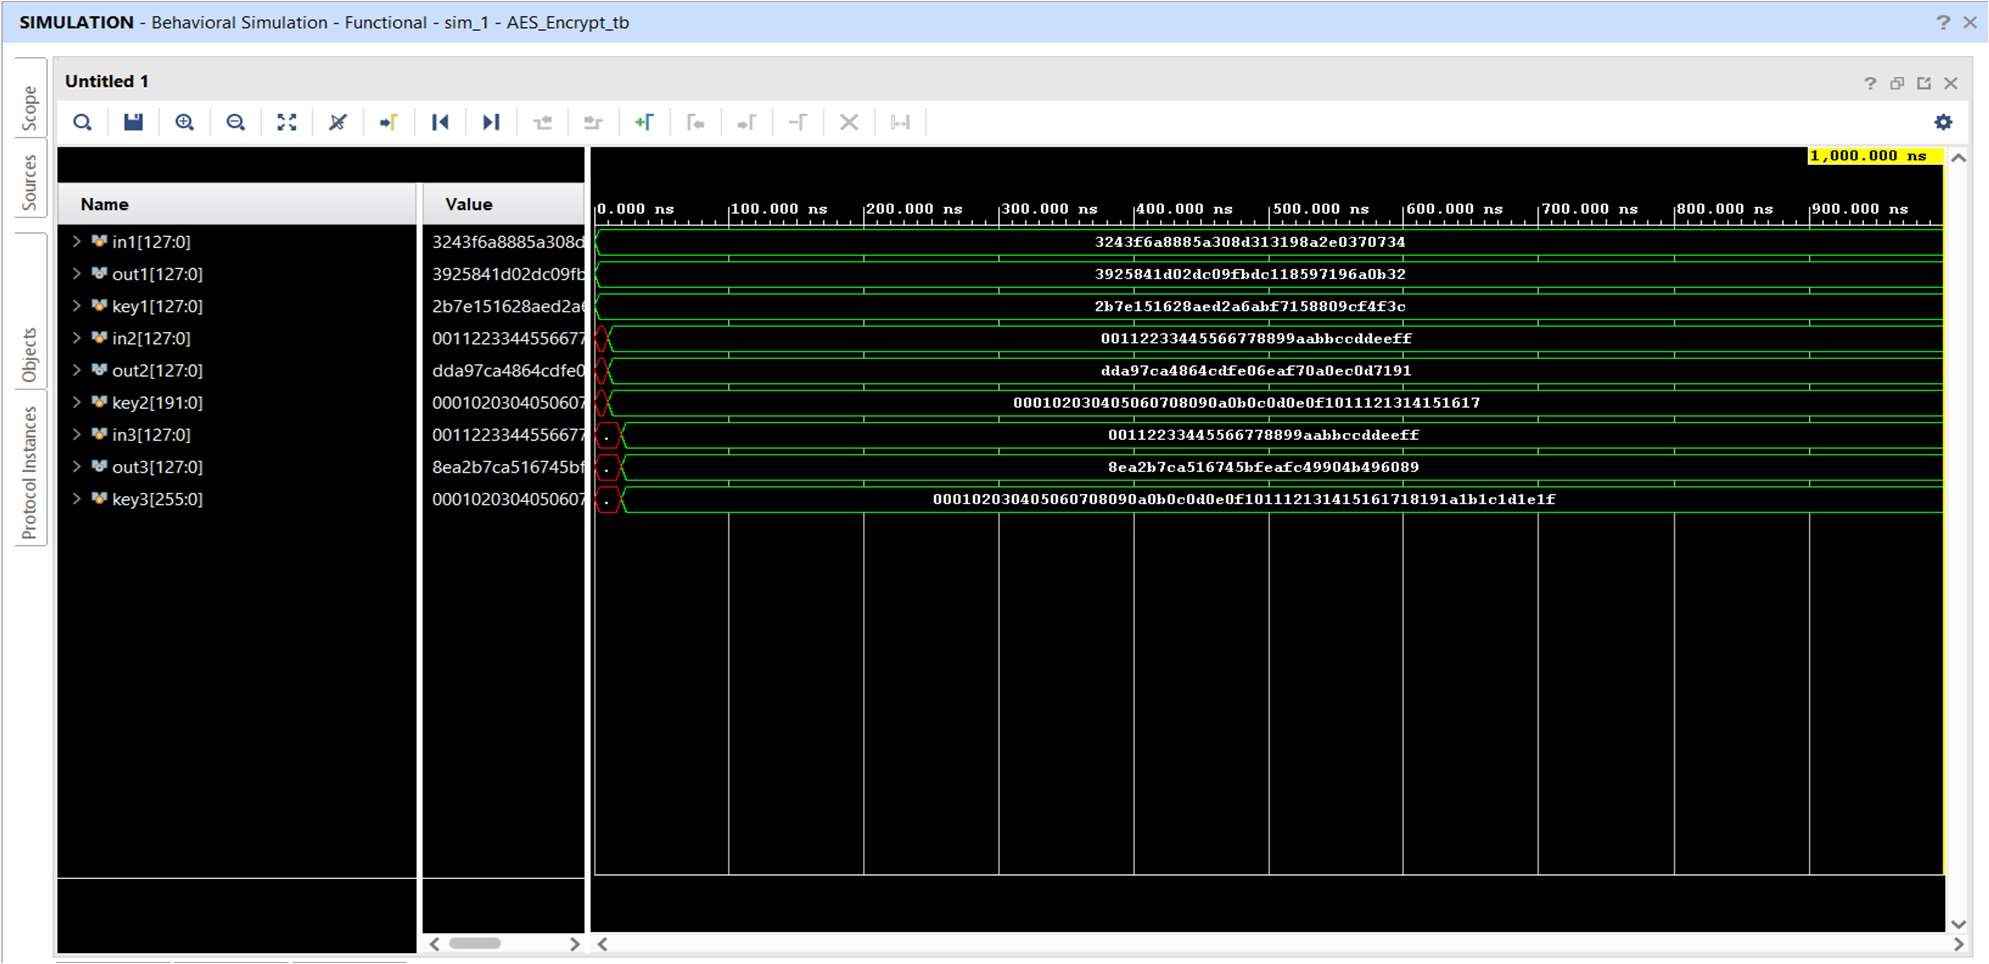 SIMULATION - Behavioral Simulation - Functional - sim_1 - AES_Encrypt_tb
Untitled 1
Scope
Sources
Objects
Protocol Instances
1,000.000 ns
Name Value
0.000 ns 100.000 ns 200.000 ns 300.000 ns 400.000 ns 500.000 ns 600.000 ns 700.000 ns 800.000 ns 900.000 ns
in1[127:0] 3243f6a8885a308d 3243f6a8885a308d313198a2e0370734
out1[127:0] 3925841d02dc09fb 3925841d02dc09fbdc118597196a0b32
key1[127:0] 2b7e151628aed2a6 2b7e151628aed2a6abf7158809cf4f3c
in2[127:0] 0011223344556677 00112233445566778899aabbccddeeff
out2[127:0] dda97ca4864cdfe0 dda97ca4864cdfe06eaf70a0ec0d7191
key2[191:0] 0001020304050607 000102030405060708090a0b0c0d0e0f1011121314151617
in3[127:0] 0011223344556677 . 00112233445566778899aabbccddeeff
out3[127:0] 8ea2b7ca516745bf . 8ea2b7ca516745bfeafc49904b496089
key3[255:0] 0001020304050607 . 000102030405060708090a0b0c0d0e0f101112131415161718191a1b1c1d1e1f